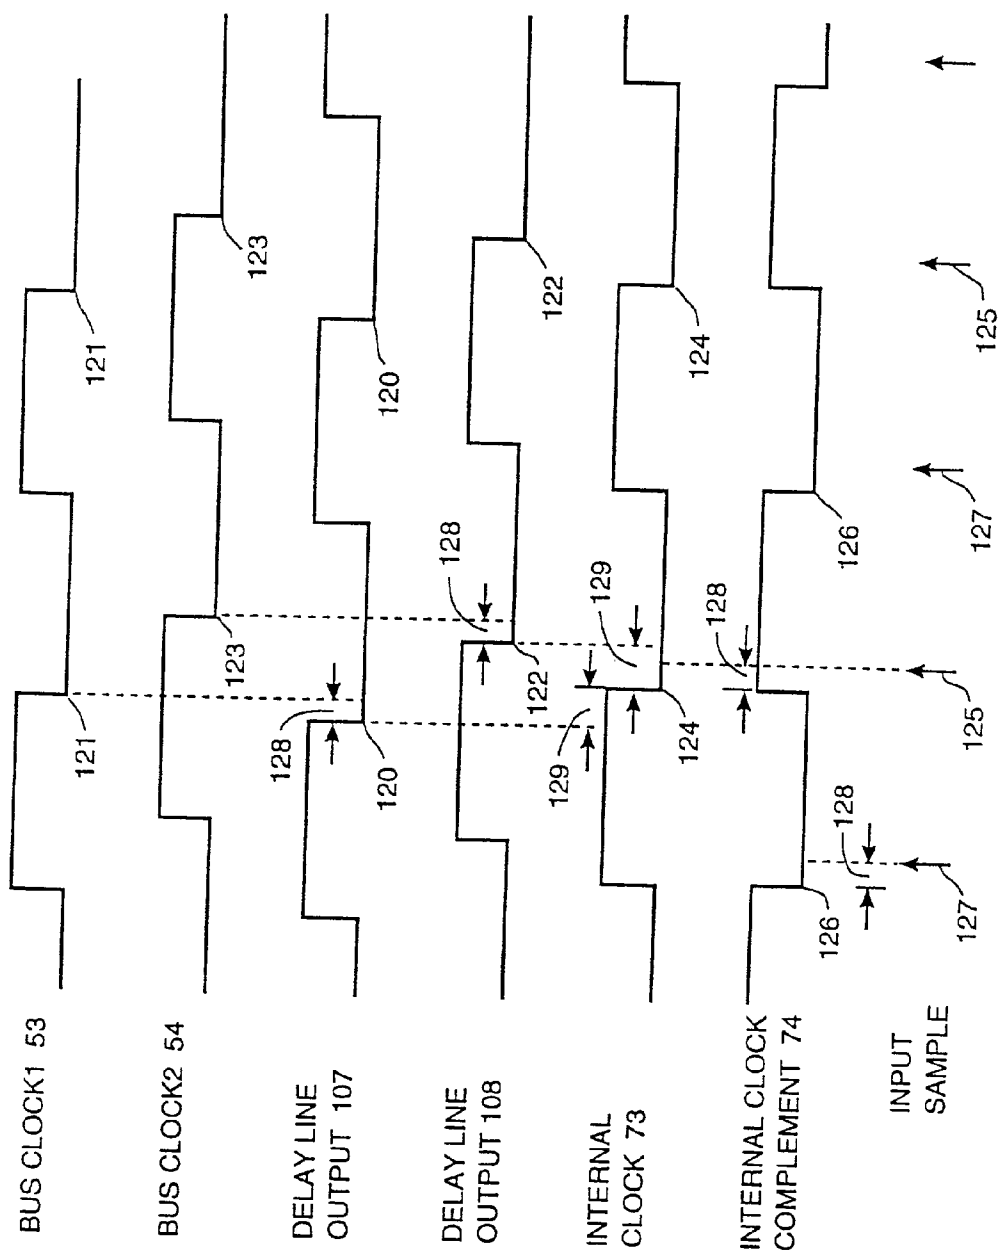 BUS CLOCK1 53
121
121
BUS CLOCK2 54
123
123
DELAY LINE
OUTPUT 107
128
120
120
DELAY LINE
OUTPUT 108
128
122
122
INTERNAL
CLOCK 73
129
129
124
124
INTERNAL CLOCK
COMPLEMENT 74
128
126
126
128
INPUT
SAMPLE
127
125
127
125